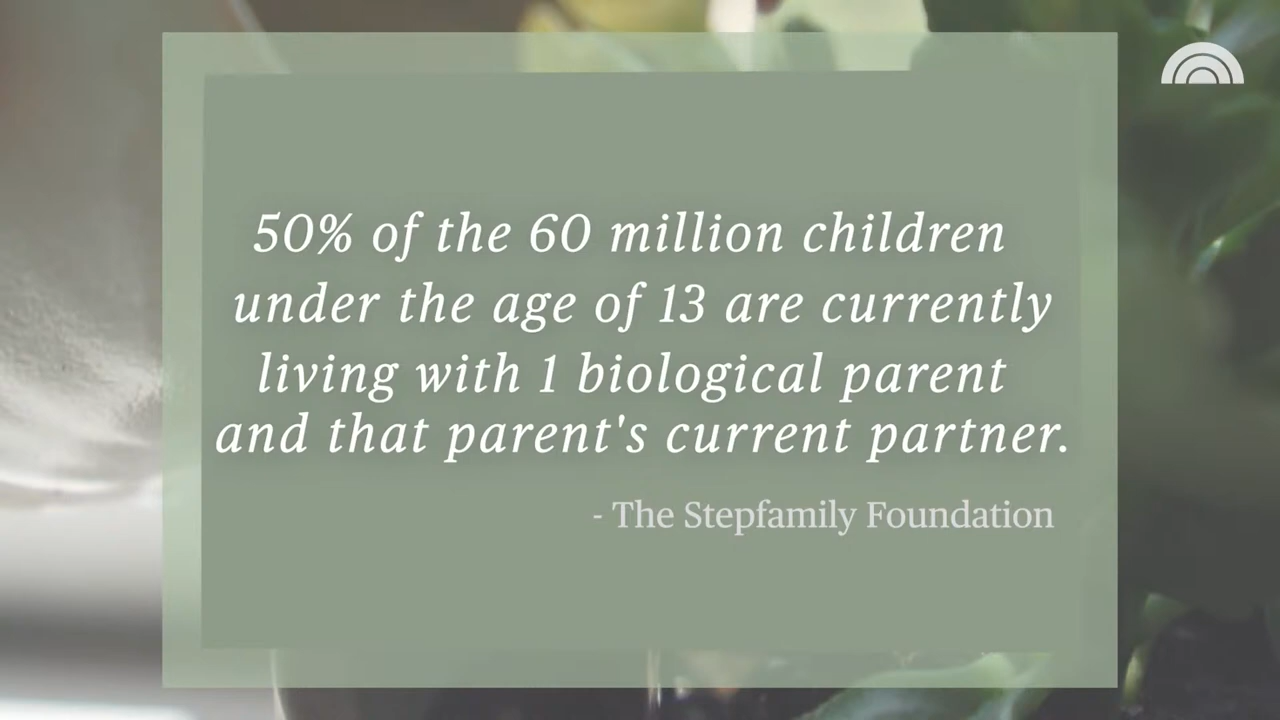 50% of the 60 million children
under the age of 13 are currently
living with 1 biological parent
and that parent's current partner.
- The Stepfamily Foundation